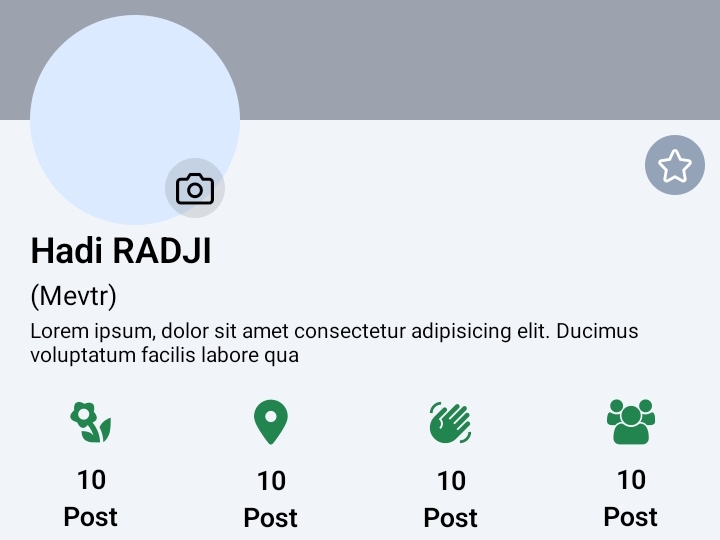 Hadi RADJI
(Mevtr)
Lorem ipsum, dolor sit amet consectetur adipisicing elit. Ducimus
voluptatum facilis labore qua
10 10 10 10
Post Post Post Post